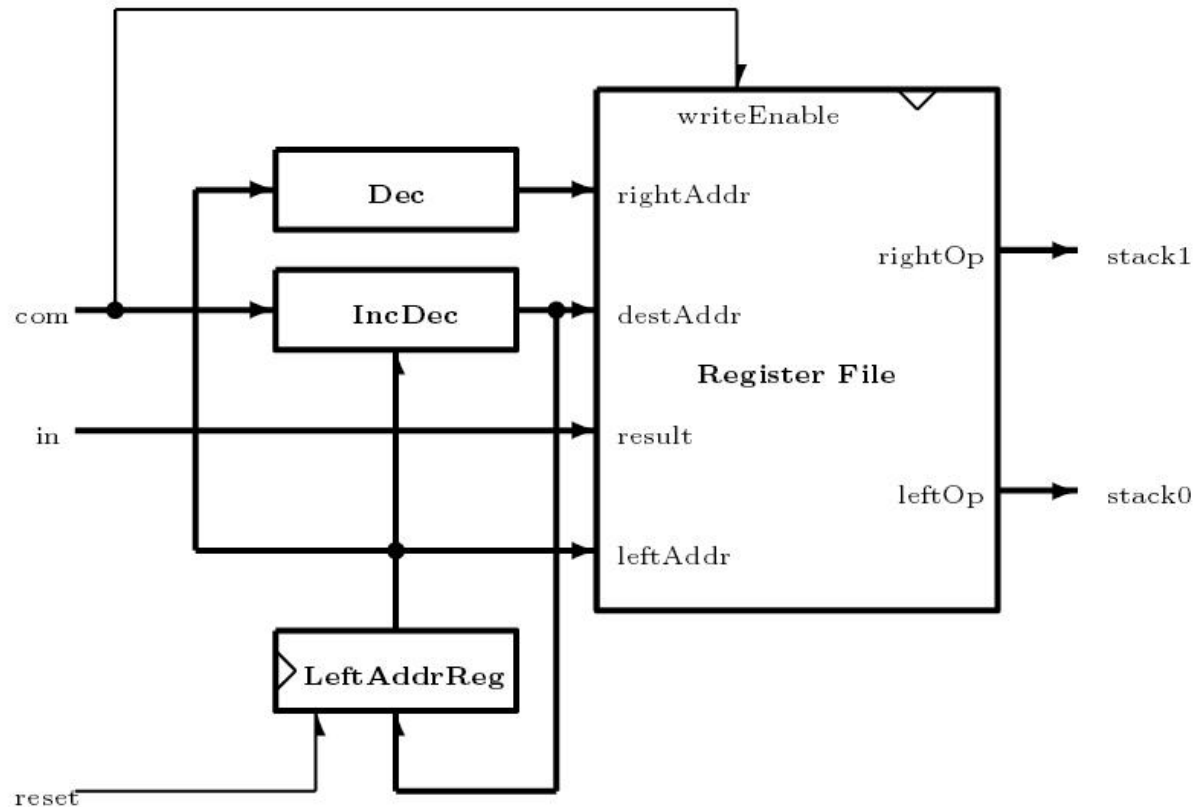 writeEnable
Dec
rightAddr
rightOp
stack1
com
IncDec
destAddr
Register File
in
result
leftOp
stack0
leftAddr
LeftAddrReg
reset